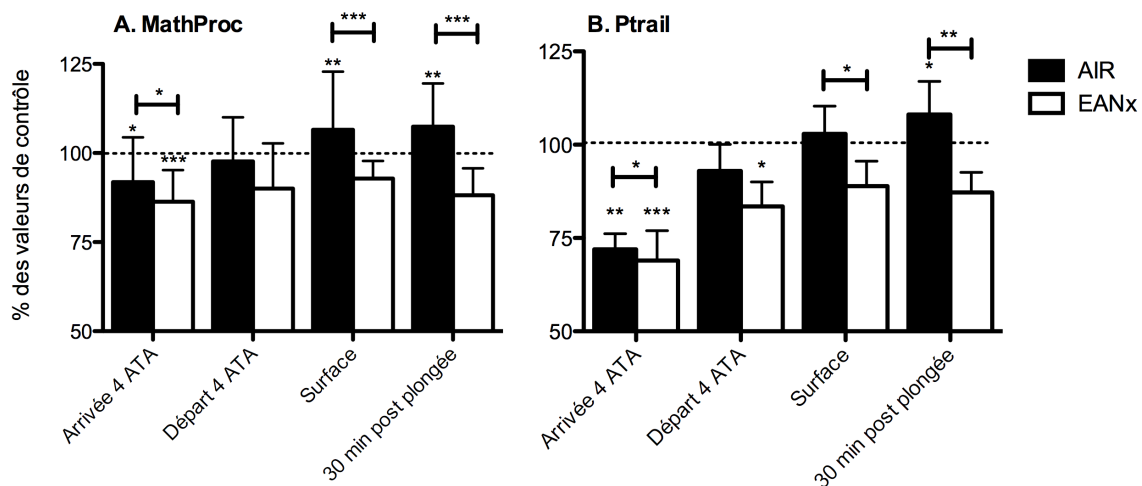 A. MathProc
***
***
**
**
*
*
***
% des valeurs de contrôle
125
100
75
50
Arrivée 4 ATA
Départ 4 ATA
Surface
30 min post plongée
B. Ptrail
**
*
*
*
*
**
***
125
100
75
50
Arrivée 4 ATA
Départ 4 ATA
Surface
30 min post plongée
AIR
EANx